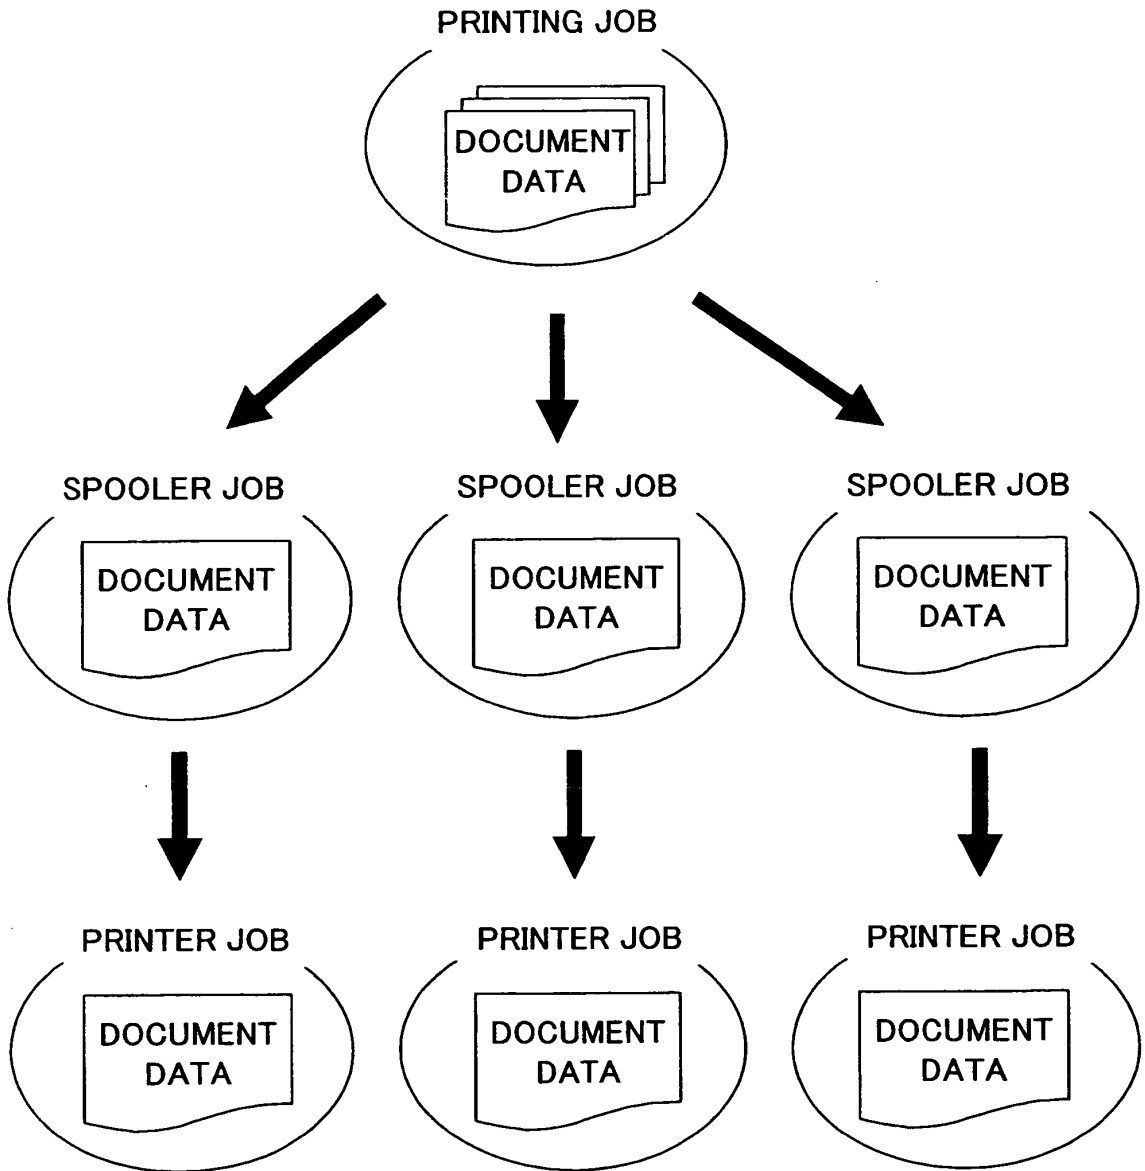 PRINTING JOB
DOCUMENT
DATA
SPOOLER JOB
SPOOLER JOB
SPOOLER JOB
DOCUMENT
DATA
DOCUMENT
DATA
DOCUMENT
DATA
PRINTER JOB
PRINTER JOB
PRINTER JOB
DOCUMENT
DATA
DOCUMENT
DATA
DOCUMENT
DATA